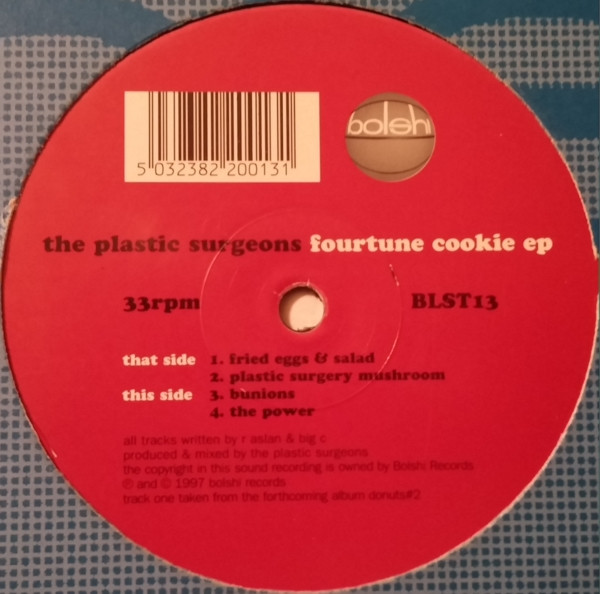 5 032382 200131
bolshi
the plastic surgeons fourtune cookie ep
33rpm BLST13
that side 1. fried eggs & salad
2. plastic surgery mushroom
this side 3. bunions
4. the power
all tracks written by r aslan & big c
produced & mixed by the plastic surgeons
the copyright in this sound recording is owned by Bolshi Records
℗ and © 1997 bolshi records
track one taken from the forthcoming album donuts#2